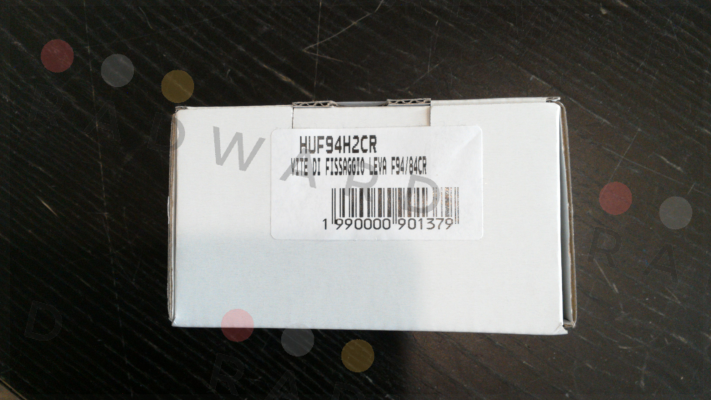 HUF94H2CR
VITE DI FISSAGGIO LEVA F94/84CR
1 990000 901379